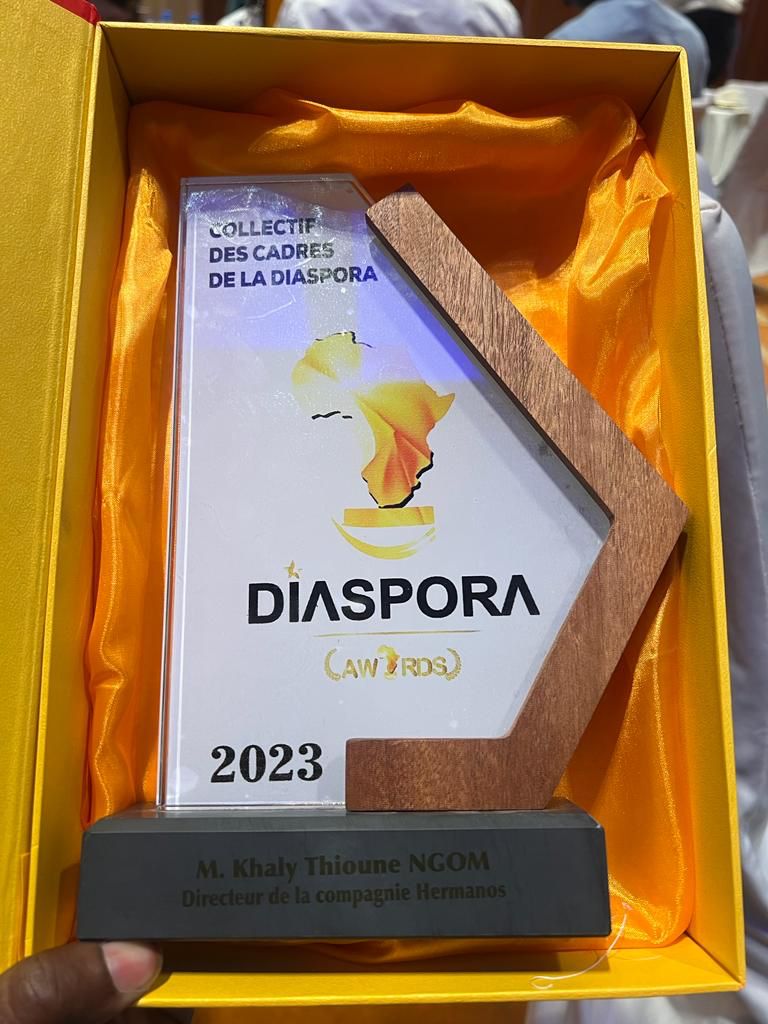 COLLECTIF
DES CADRES
DE LA DIASPORA
DIASPORA
AWARDS
2023
M. Khaly Thioune NGOM
Directeur de la compagnie Hermanos